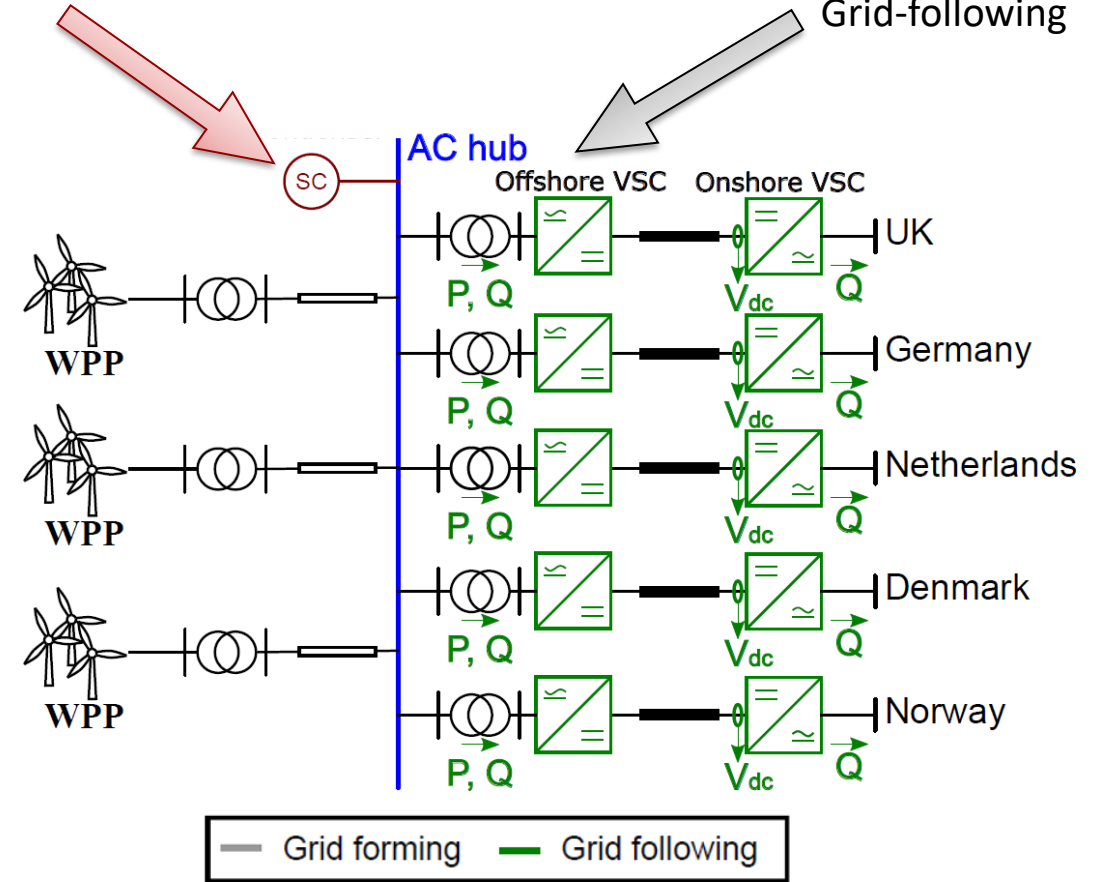 Grid-following
AC hub
SC
Offshore VSC Onshore VSC
UK
P, Q Vdc Q
WPP
Germany
P, Q Vdc Q
Netherlands
WPP
P, Q Vdc Q
Denmark
P, Q Vdc Q
WPP
Norway
P, Q Vdc Q
Grid forming Grid following